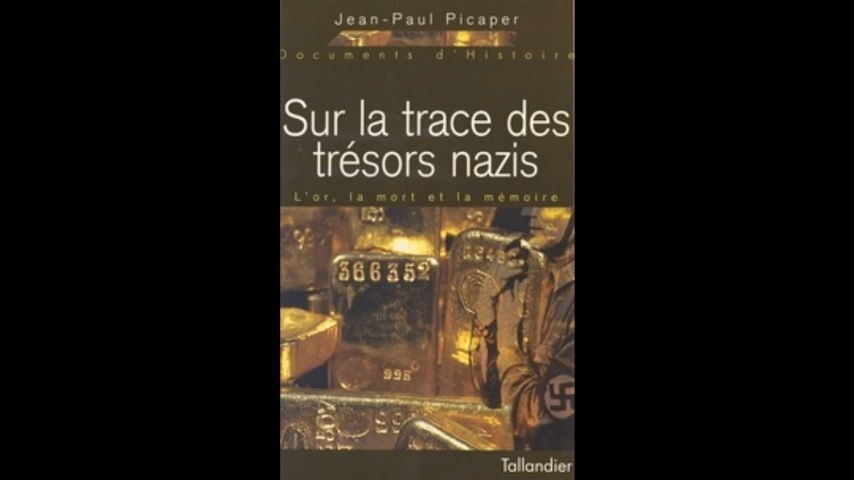 Jean-Paul Picaper
Documents d'Histoire
Sur la trace des
trésors nazis
L'or, la mort et la mémoire
366352
995
Tallandier